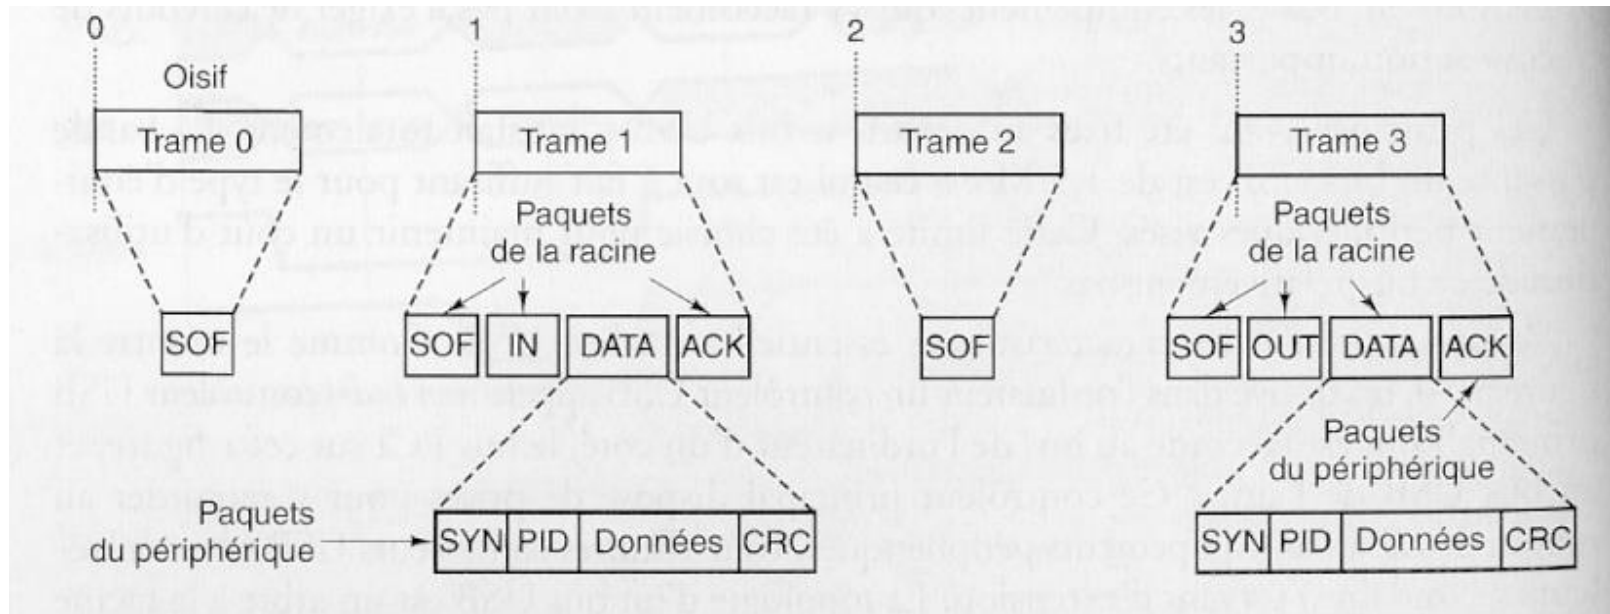 0 1 2 3
Oisif
Trame 0 Trame 1 Trame 2 Trame 3
Paquets
de la racine
Paquets
de la racine
SOF
SOF IN DATA ACK
SOF
SOF OUT DATA ACK
Paquets
du périphérique
Paquets
du périphérique
SYN PID Données CRC
SYN PID Données CRC